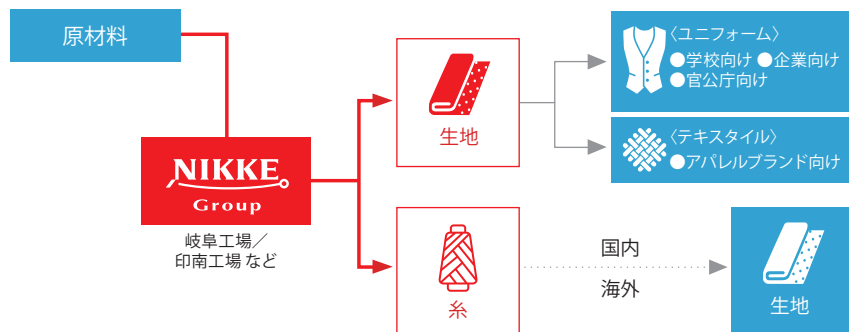 原材料
NIKKE
Group
岐阜工場／
印南工場 など
生地
糸
〈ユニフォーム〉
●学校向け ●企業向け
●官公庁向け
〈テキスタイル〉
●アパレルブランド向け
国内
海外
生地